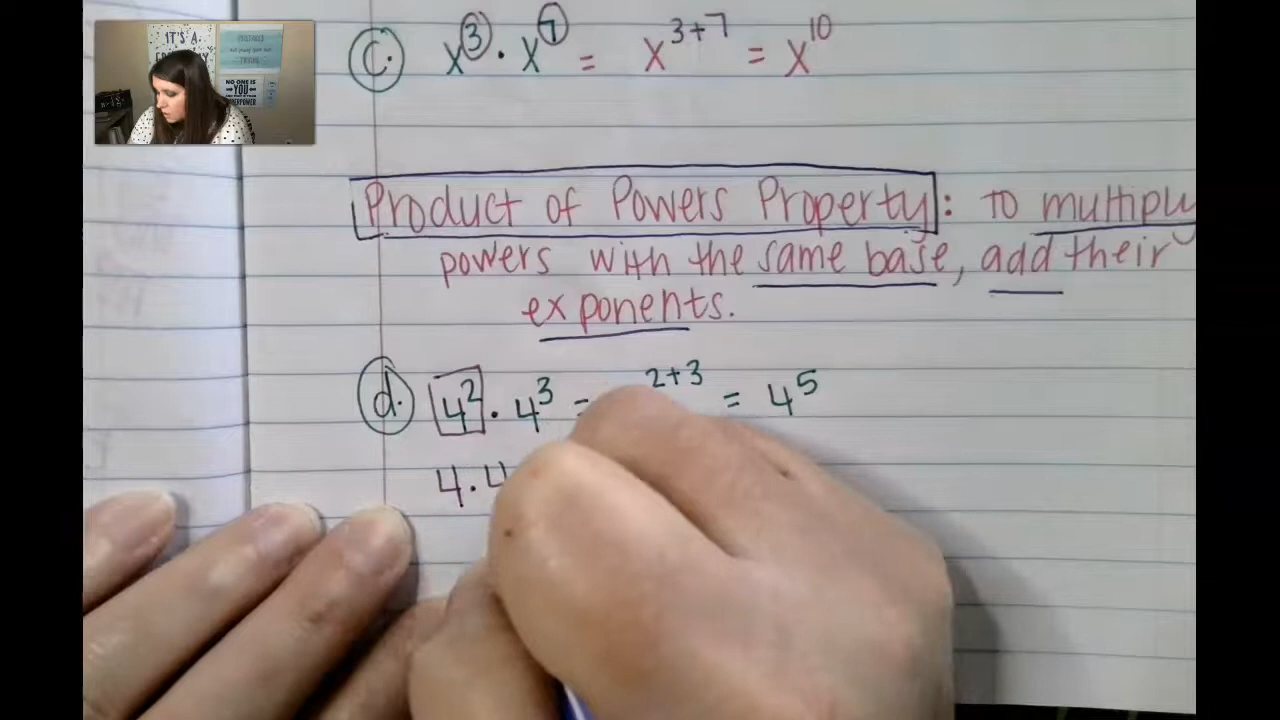 IT'S A
NO ONE IS
YOU
c. x³ · x⁷ = x³⁺⁷ = x¹⁰
Product of Powers Property: to multiply
powers with the same base, add their
exponents.
d. 4² · 4³ = ²⁺³ = 4⁵
4 · 4